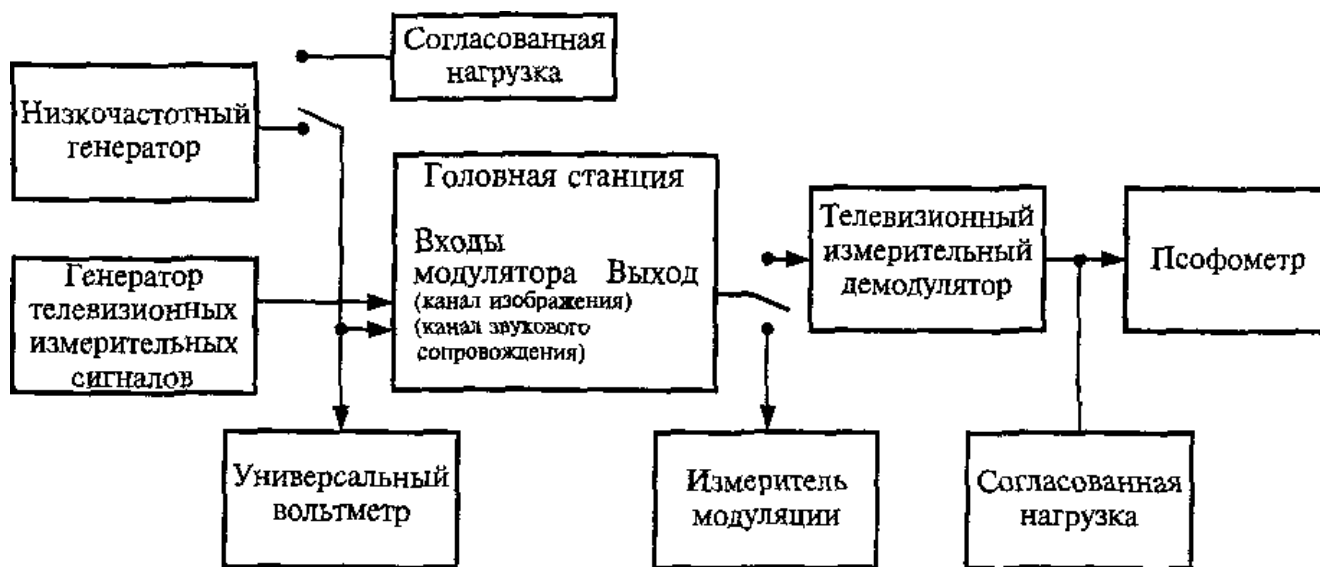 Согласованная
нагрузка
Низкочастотный
генератор
Головная станция
Входы
модулятора Выход
(канал изображения)
(канал звукового
сопровождения)
Генератор
телевизионных
измерительных
сигналов
Телевизионный
измерительный
демодулятор
Псофометр
Универсальный
вольтметр
Измеритель
модуляции
Согласованная
нагрузка